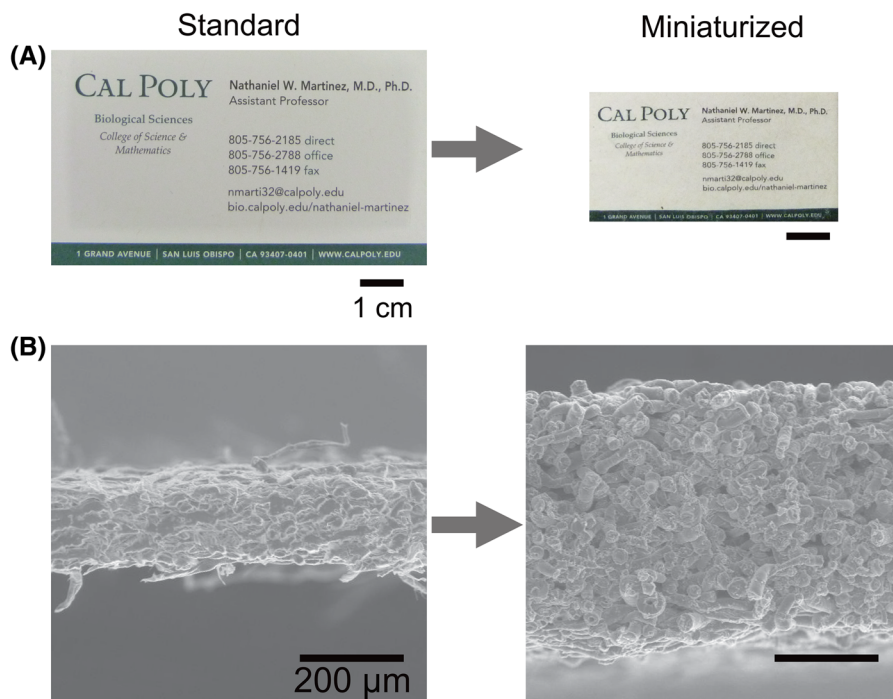 Standard
Miniaturized
(A)
CAL POLY
Biological Sciences
College of Science &
Mathematics
Nathaniel W. Martinez, M.D., Ph.D.
Assistant Professor
805-756-2185 direct
805-756-2788 office
805-756-1419 fax
nmarti32@calpoly.edu
bio.calpoly.edu/nathaniel-martinez
1 GRAND AVENUE | SAN LUIS OBISPO | CA 93407-0401 | WWW.CALPOLY.EDU
CAL POLY
Biological Sciences
College of Science &
Mathematics
Nathaniel W. Martinez, M.D., Ph.D.
Assistant Professor
805-756-2185 direct
805-756-2788 office
805-756-1419 fax
nmarti32@calpoly.edu
bio.calpoly.edu/nathaniel-martinez
1 GRAND AVENUE | SAN LUIS OBISPO | CA 93407-0401 | WWW.CALPOLY.EDU
1 cm
(B)
200 μm